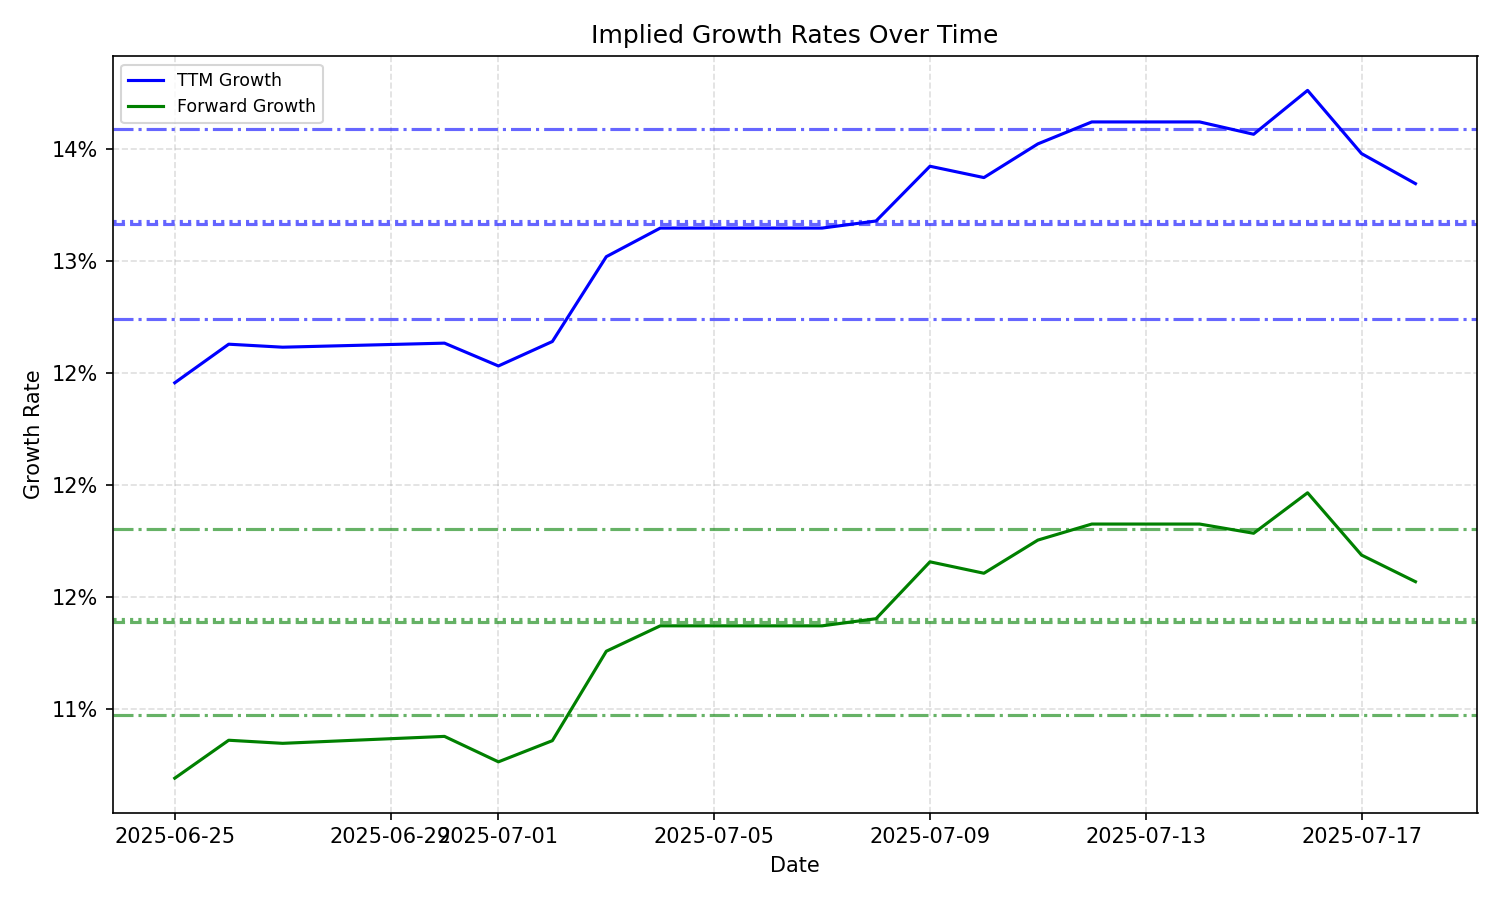 Implied Growth Rates Over Time
TTM Growth
Forward Growth
14%
13%
12%
12%
12%
11%
Growth Rate
2025-06-25
2025-06-29
2025-07-01
2025-07-05
2025-07-09
2025-07-13
2025-07-17
Date